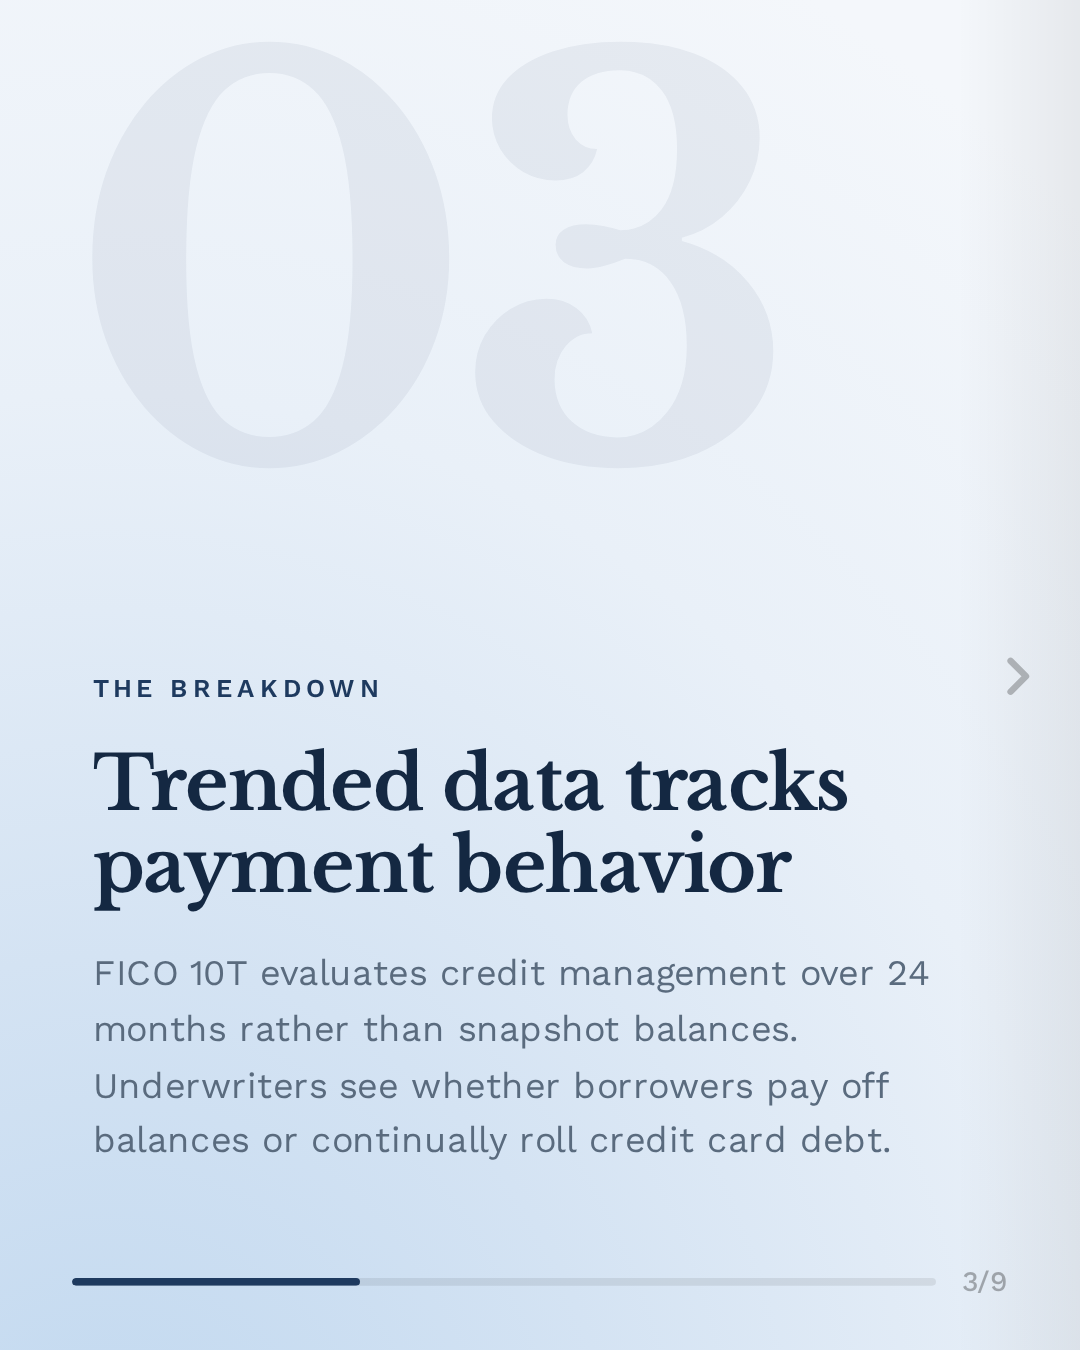 03
THE BREAKDOWN
Trended data tracks
payment behavior
FICO 10T evaluates credit management over 24
months rather than snapshot balances.
Underwriters see whether borrowers pay off
balances or continually roll credit card debt.
3/9